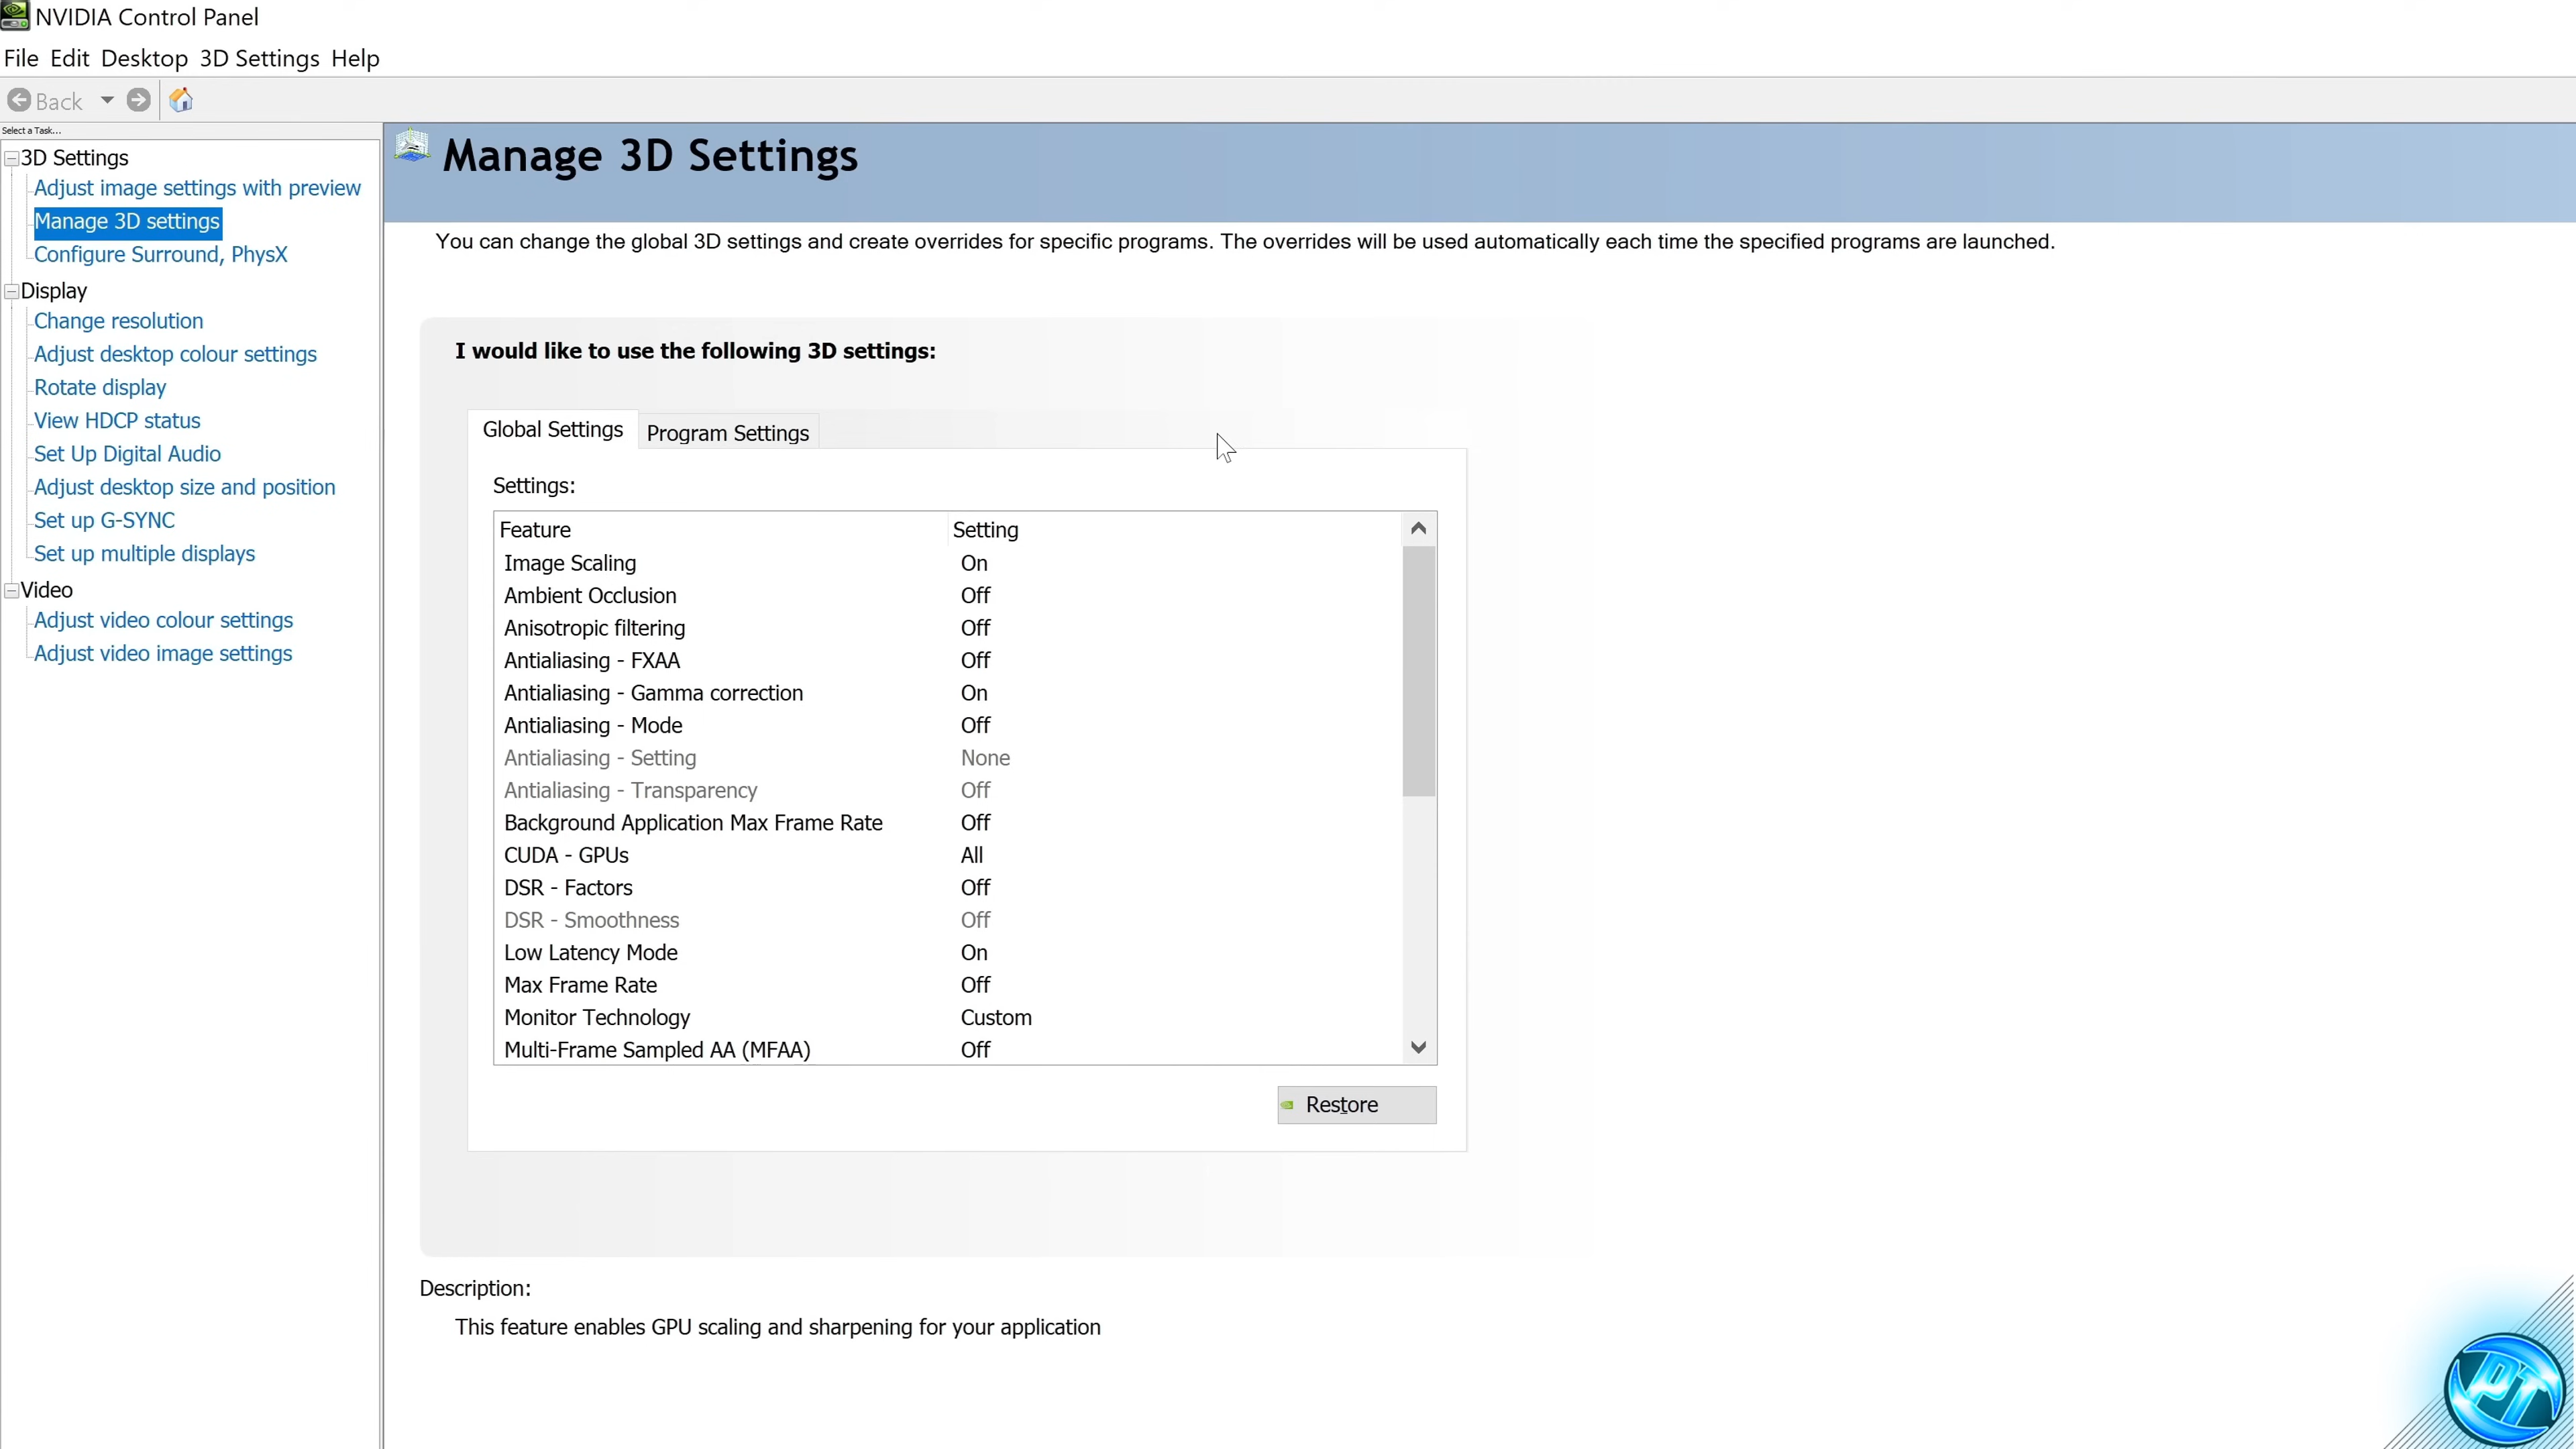 NVIDIA Control Panel
File Edit Desktop 3D Settings Help
Back
Select a Task...
3D Settings
Adjust image settings with preview
Manage 3D settings
Configure Surround, PhysX
Display
Change resolution
Adjust desktop colour settings
Rotate display
View HDCP status
Set Up Digital Audio
Adjust desktop size and position
Set up G-SYNC
Set up multiple displays
Video
Adjust video colour settings
Adjust video image settings
Manage 3D Settings
You can change the global 3D settings and create overrides for specific programs. The overrides will be used automatically each time the specified programs are launched.
I would like to use the following 3D settings:
Global Settings Program Settings
Settings:
Feature Setting
Image Scaling On
Ambient Occlusion Off
Anisotropic filtering Off
Antialiasing - FXAA Off
Antialiasing - Gamma correction On
Antialiasing - Mode Off
Antialiasing - Setting None
Antialiasing - Transparency Off
Background Application Max Frame Rate Off
CUDA - GPUs All
DSR - Factors Off
DSR - Smoothness Off
Low Latency Mode On
Max Frame Rate Off
Monitor Technology Custom
Multi-Frame Sampled AA (MFAA) Off
Restore
Description:
This feature enables GPU scaling and sharpening for your application
PT